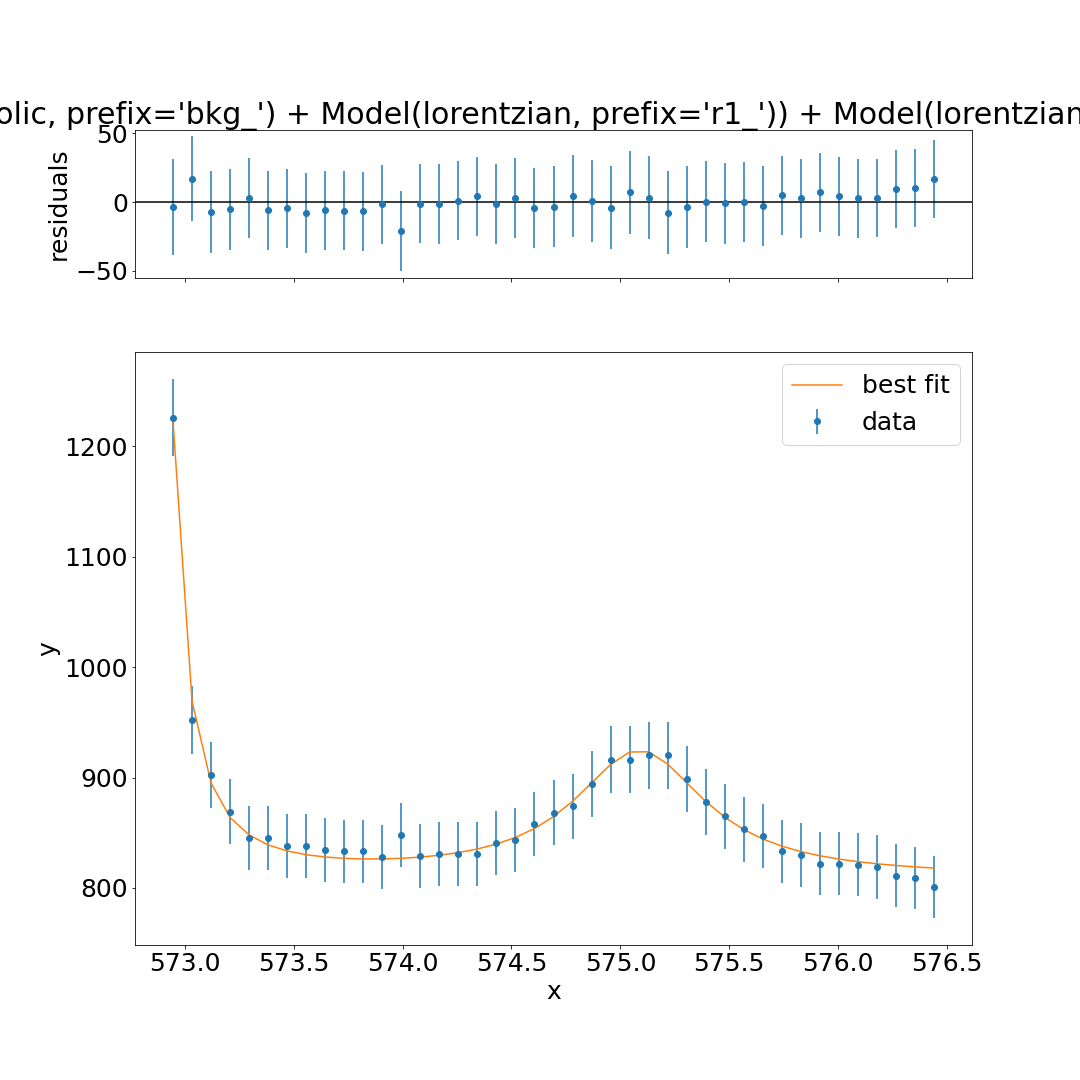 olic, prefix='bkg_') + Model(lorentzian, prefix='r1_')) + Model(lorentzian
50
0
−50
residuals
best fit
data
1200
1100
1000
900
800
y
573.0 573.5 574.0 574.5 575.0 575.5 576.0 576.5
x